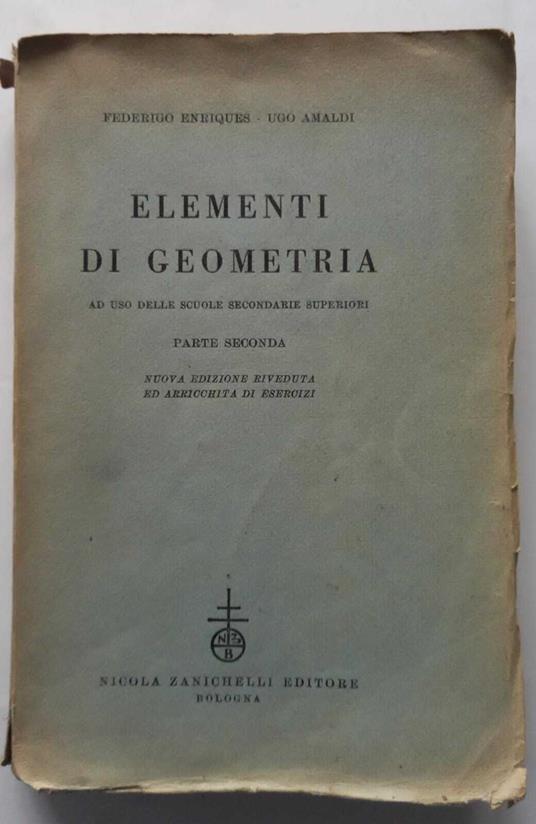 FEDERIGO ENRIQUES - UGO AMALDI
ELEMENTI
DI GEOMETRIA
AD USO DELLE SCUOLE SECONDARIE SUPERIORI
PARTE SECONDA
NUOVA EDIZIONE RIVEDUTA
ED ARRICCHITA DI ESERCIZI
N Z
B
NICOLA ZANICHELLI EDITORE
BOLOGNA